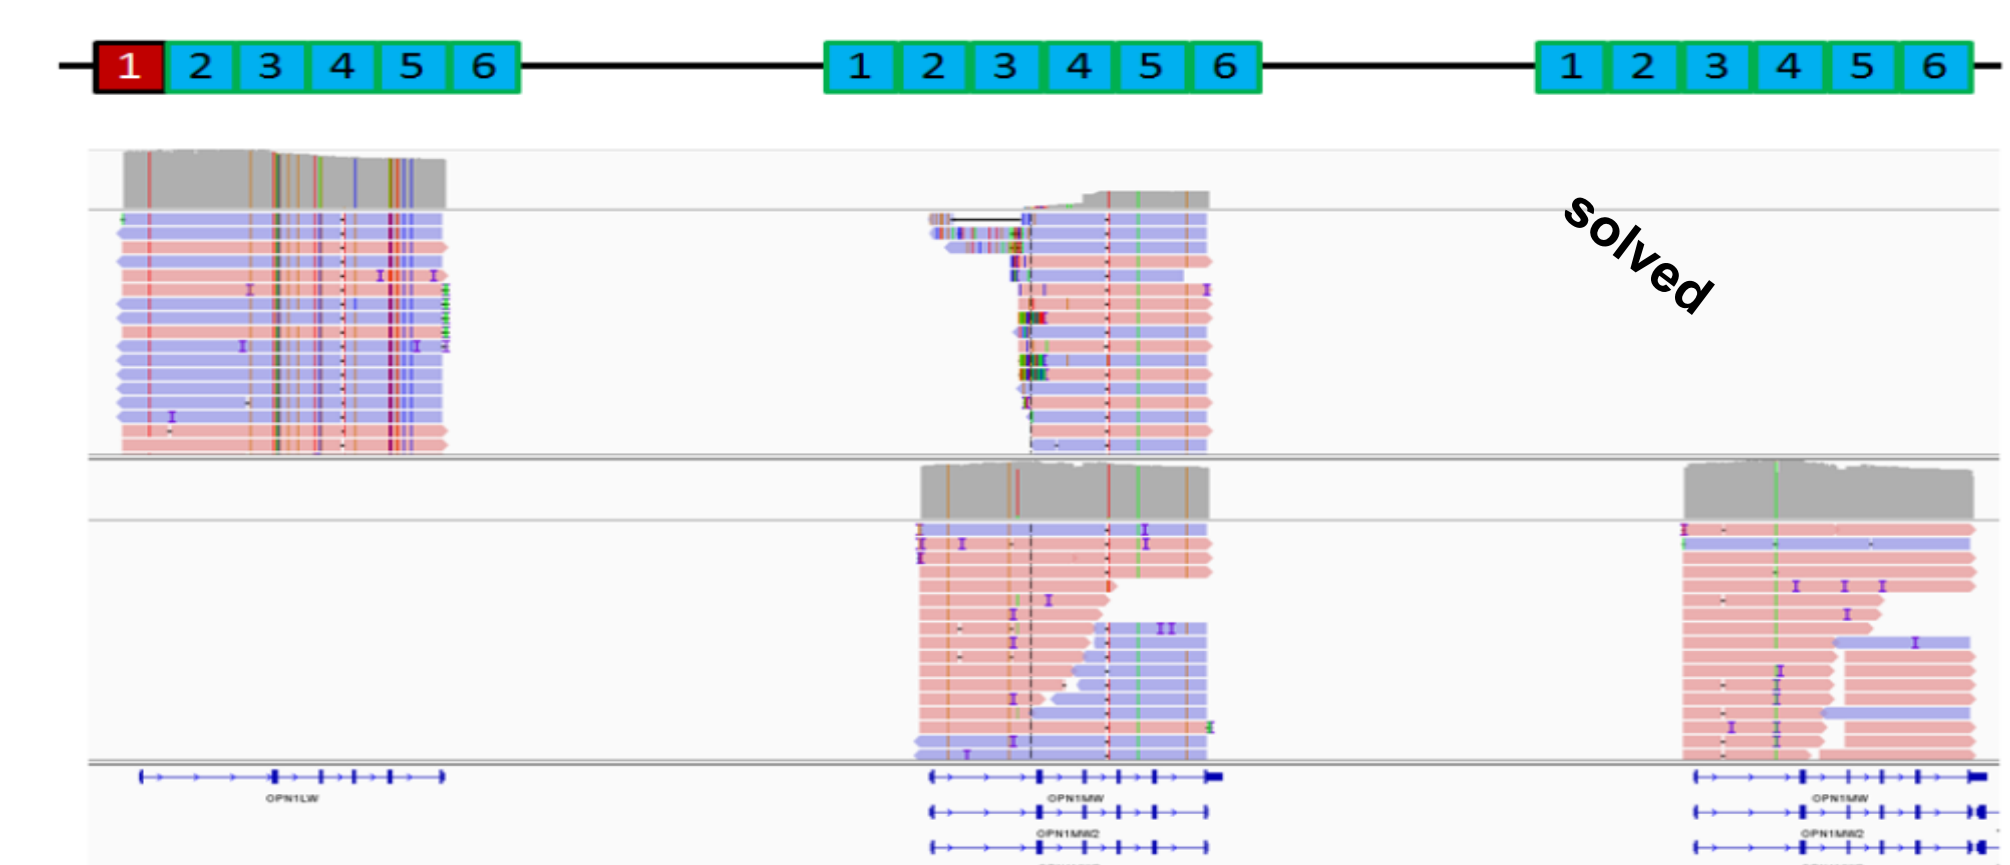 1 2 3 4 5 6 1 2 3 4 5 6 1 2 3 4 5 6
solved
OPN1LW OPN1MW OPN1MW
OPN1MW2 OPN1MW2